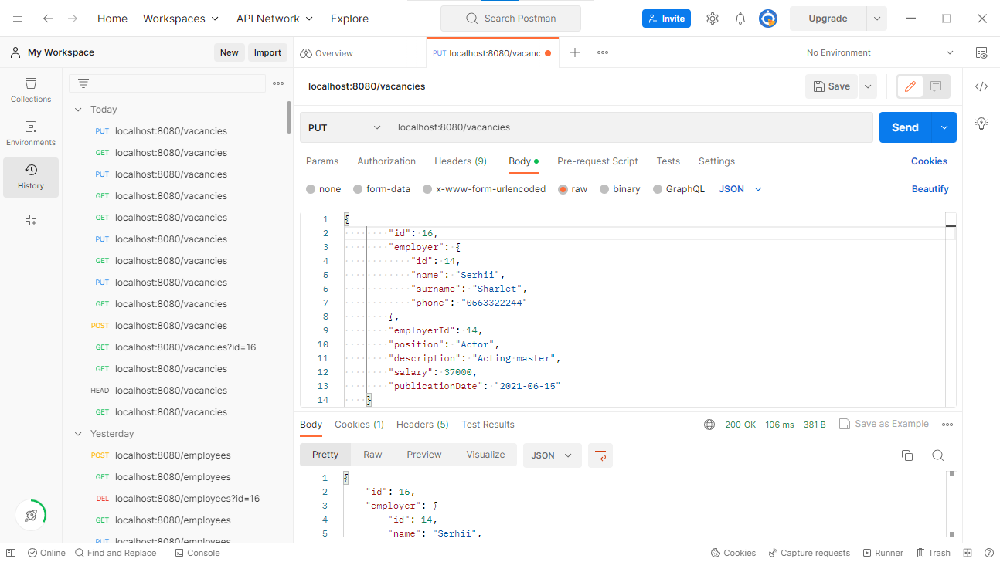 Home Workspaces API Network Explore Search Postman Invite Upgrade
My Workspace New Import Overview PUT localhost:8080/vacanc No Environment
Collections
Environments
History
Today
PUT localhost:8080/vacancies
GET localhost:8080/vacancies
PUT localhost:8080/vacancies
GET localhost:8080/vacancies
GET localhost:8080/vacancies
PUT localhost:8080/vacancies
GET localhost:8080/vacancies
PUT localhost:8080/vacancies
GET localhost:8080/vacancies
POST localhost:8080/vacancies
GET localhost:8080/vacancies?id=16
GET localhost:8080/vacancies
HEAD localhost:8080/vacancies
GET localhost:8080/vacancies
Yesterday
POST localhost:8080/employees
GET localhost:8080/employees
DEL localhost:8080/employees?id=16
GET localhost:8080/employees
PUT localhost:8080/employees
localhost:8080/vacancies Save
PUT localhost:8080/vacancies Send
Params Authorization Headers (9) Body Pre-request Script Tests Settings Cookies
none form-data x-www-form-urlencoded raw binary GraphQL JSON Beautify
1 {
2 "id": 16,
3 "employer": {
4 "id": 14,
5 "name": "Serhii",
6 "surname": "Sharlet",
7 "phone": "0663322244"
8 },
9 "employerId": 14,
10 "position": "Actor",
11 "description": "Acting master",
12 "salary": 37000,
13 "publicationDate": "2021-06-15"
14 }
Body Cookies (1) Headers (5) Test Results 200 OK 106 ms 381 B Save as Example
Pretty Raw Preview Visualize JSON
1 {
2 "id": 16,
3 "employer": {
4 "id": 14,
5 "name": "Serhii",
Online Find and Replace Console Cookies Capture requests Runner Trash